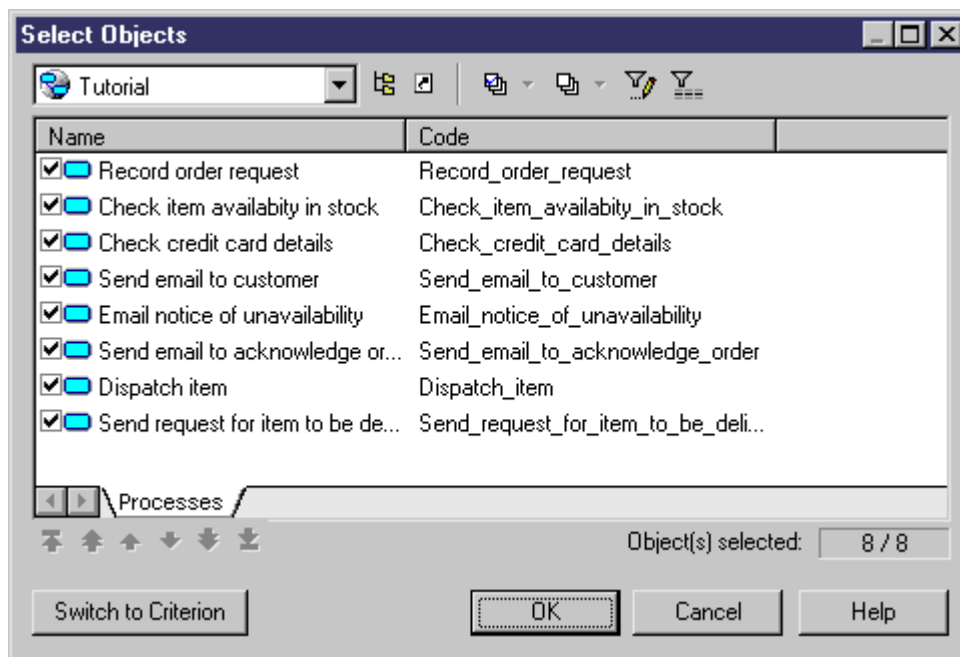 Select Objects
Tutorial
Name Code
Record order request Record_order_request
Check item availabity in stock Check_item_availabity_in_stock
Check credit card details Check_credit_card_details
Send email to customer Send_email_to_customer
Email notice of unavailability Email_notice_of_unavailability
Send email to acknowledge or... Send_email_to_acknowledge_order
Dispatch item Dispatch_item
Send request for item to be de... Send_request_for_item_to_be_deli...
Processes
Object(s) selected: 8 / 8
Switch to Criterion OK Cancel Help